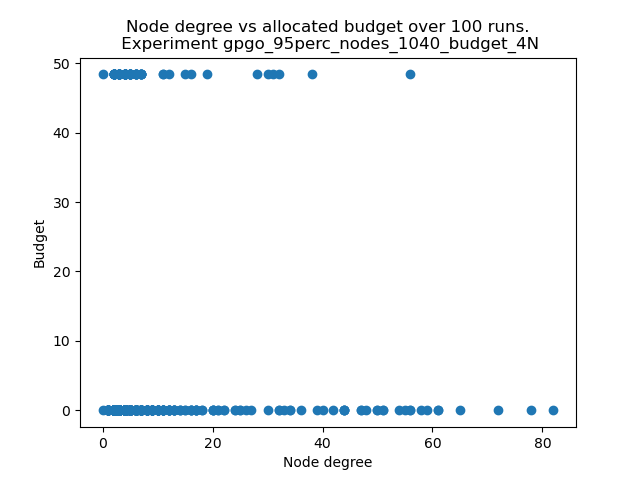 Node degree vs allocated budget over 100 runs.
Experiment gpgo_95perc_nodes_1040_budget_4N
50
40
30
20
10
0
Budget
0 20 40 60 80
Node degree